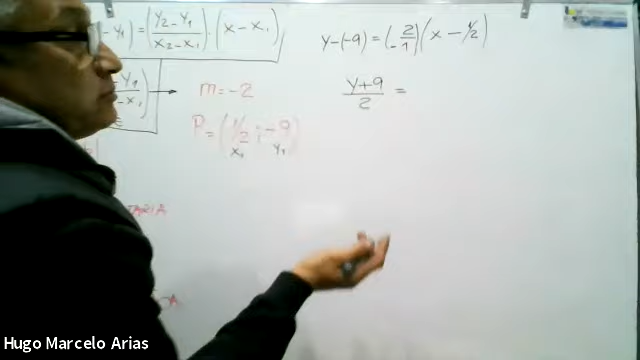 -y₁) = (y₂-y₁ / x₂-x₁) · (x-x₁)
y-(-9) = (-2/1)(x-1/2)
-y₁ / -x₁) → m=-2
y+9 / 2 =
P=(1/2 ; -9)
x₁ y₁
Hugo Marcelo Arias